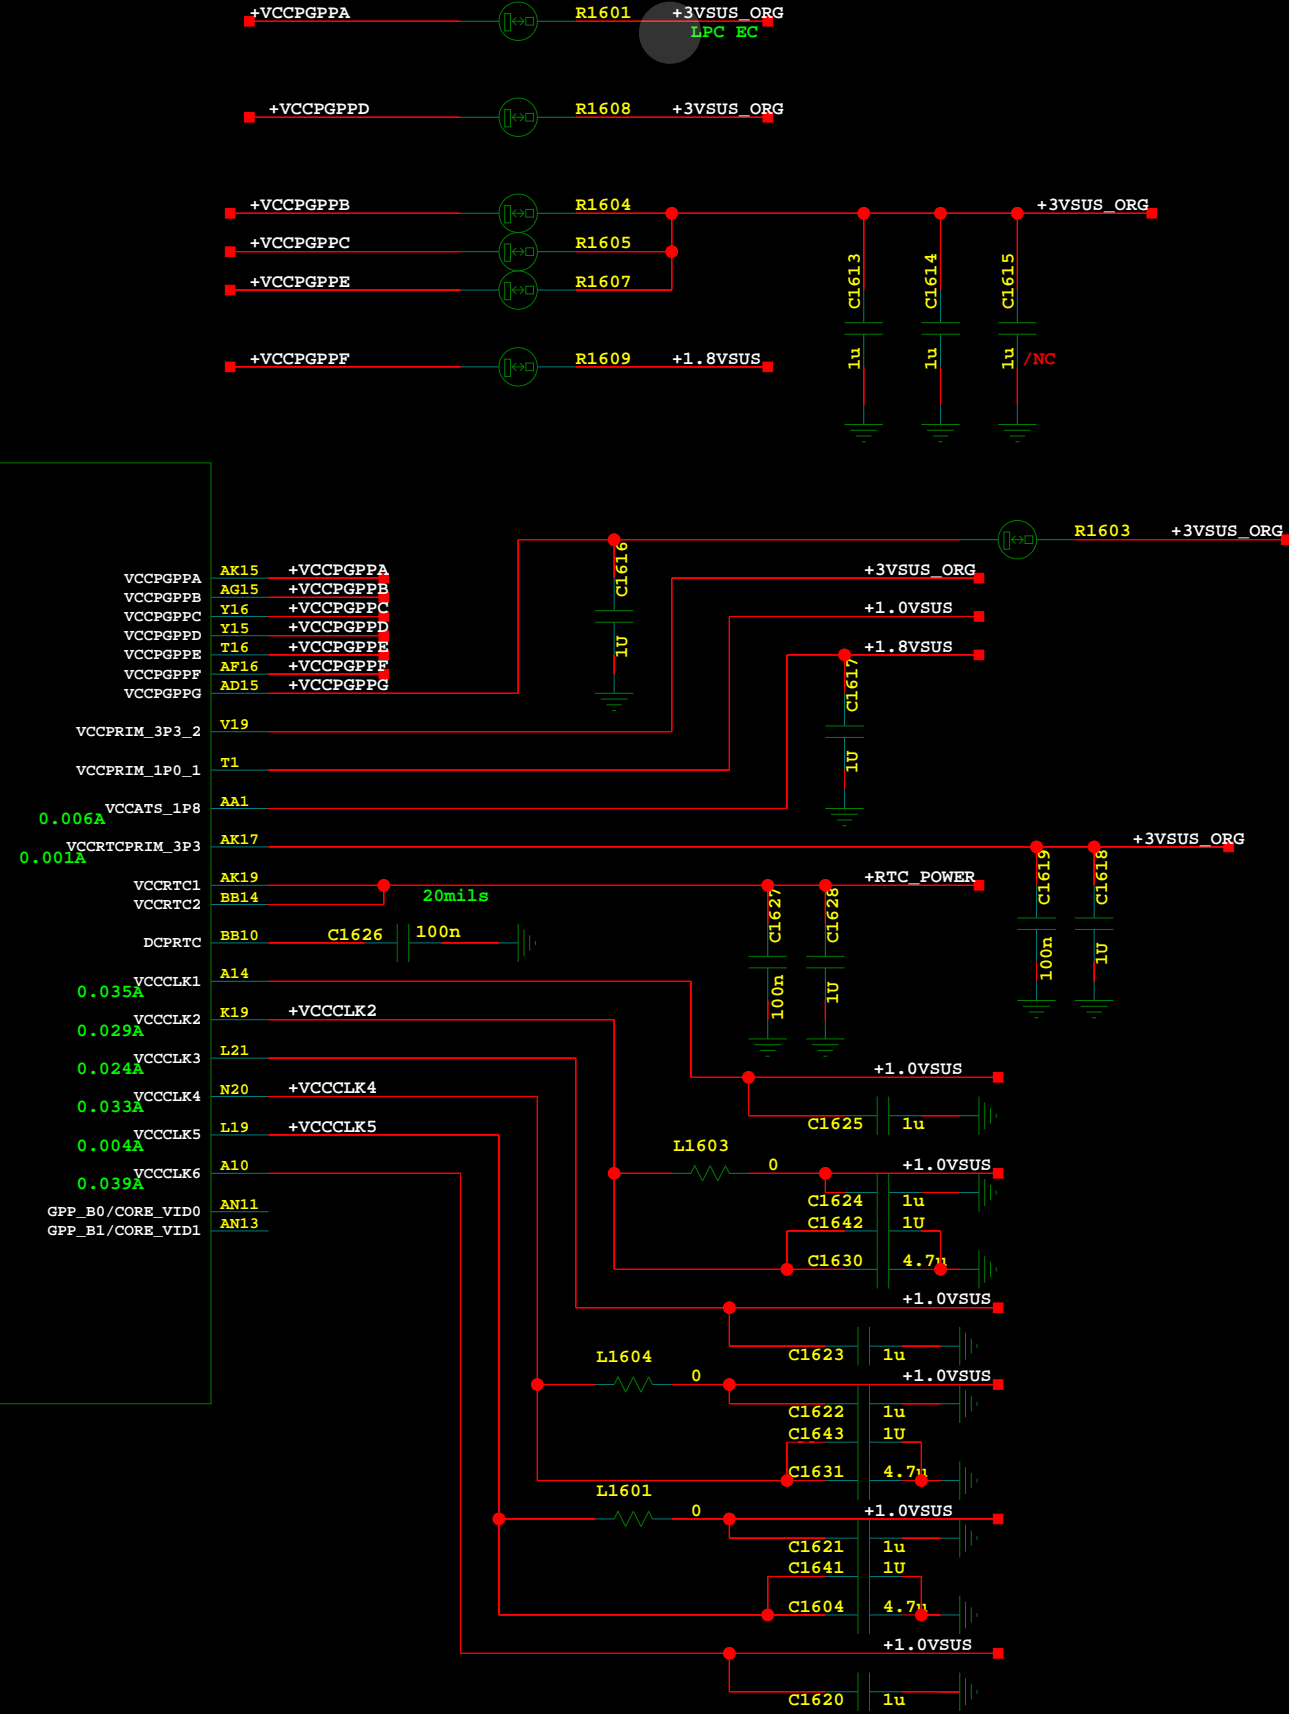 +VCCPGPPA R1601 +3VSUS_ORG
LPC EC
+VCCPGPPD R1608 +3VSUS_ORG
+VCCPGPPB R1604 +3VSUS_ORG
+VCCPGPPC R1605
+VCCPGPPE R1607
C1613 C1614 C1615
1u 1u 1u /NC
+VCCPGPPF R1609 +1.8VSUS
R1603 +3VSUS_ORG
C1616
1U
VCCPGPPA AK15 +VCCPGPPA +3VSUS_ORG
VCCPGPPB AG15 +VCCPGPPB
VCCPGPPC Y16 +VCCPGPPC +1.0VSUS
VCCPGPPD Y15 +VCCPGPPD
VCCPGPPE T16 +VCCPGPPE +1.8VSUS
VCCPGPPF AF16 +VCCPGPPF
VCCPGPPG AD15 +VCCPGPPG
C1617
1U
VCCPRIM_3P3_2 V19
VCCPRIM_1P0_1 T1
VCCATS_1P8 AA1
0.006A
VCCRTCPRIM_3P3 AK17 +3VSUS_ORG
0.001A
C1619 C1618
100n 1U
VCCRTC1 AK19 +RTC_POWER
VCCRTC2 BB14 20mils
C1627 C1628
100n 1U
DCPRTC BB10 C1626 100n
VCCCLK1 A14
0.035A
VCCCLK2 K19 +VCCCLK2
0.029A
VCCCLK3 L21
0.024A
+1.0VSUS
VCCCLK4 N20 +VCCCLK4
0.033A
C1625 1u
VCCCLK5 L19 +VCCCLK5
0.004A
L1603 0 +1.0VSUS
VCCCLK6 A10
0.039A
C1624 1u
GPP_B0/CORE_VID0 AN11
C1642 1U
GPP_B1/CORE_VID1 AN13
C1630 4.7u
+1.0VSUS
C1623 1u
L1604 0 +1.0VSUS
C1622 1u
C1643 1U
C1631 4.7u
L1601 0 +1.0VSUS
C1621 1u
C1641 1U
C1604 4.7u
+1.0VSUS
C1620 1u